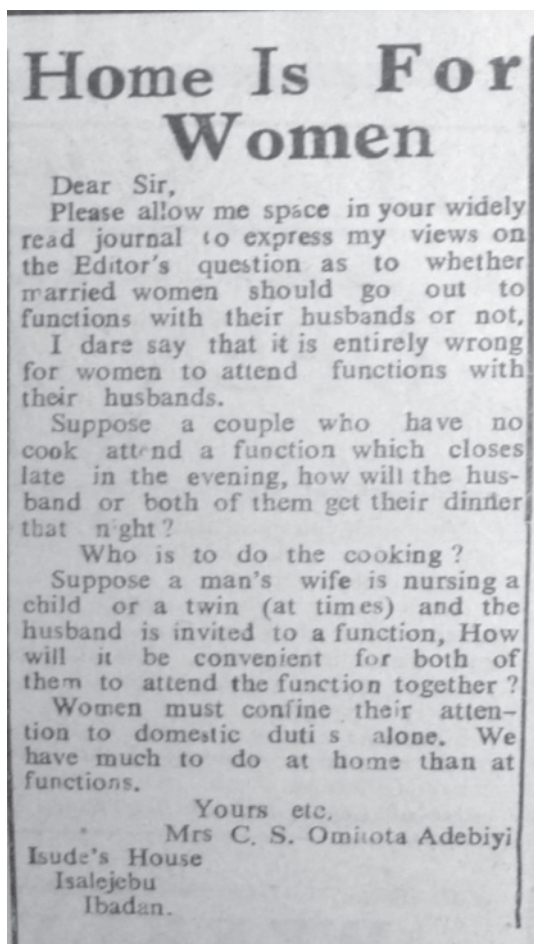 Home Is For
Women
Dear Sir,
Please allow me space in your widely
read journal to express my views on
the Editor's question as to whether
married women should go out to
functions with their husbands or not,
I dare say that it is entirely wrong
for women to attend functions with
their husbands.
Suppose a couple who have no
cook attend a function which closes
late in the evening, how will the hus-
band or both of them get their dinner
that night?
Who is to do the cooking?
Suppose a man's wife is nursing a
child or a twin (at times) and the
husband is invited to a function, How
will it be convenient for both of
them to attend the function together?
Women must confine their atten-
tion to domestic duti s alone. We
have much to do at home than at
functions.
Yours etc.
Mrs C. S. Omitota Adebiyi
Isude's House
Isalejebu
Ibadan.